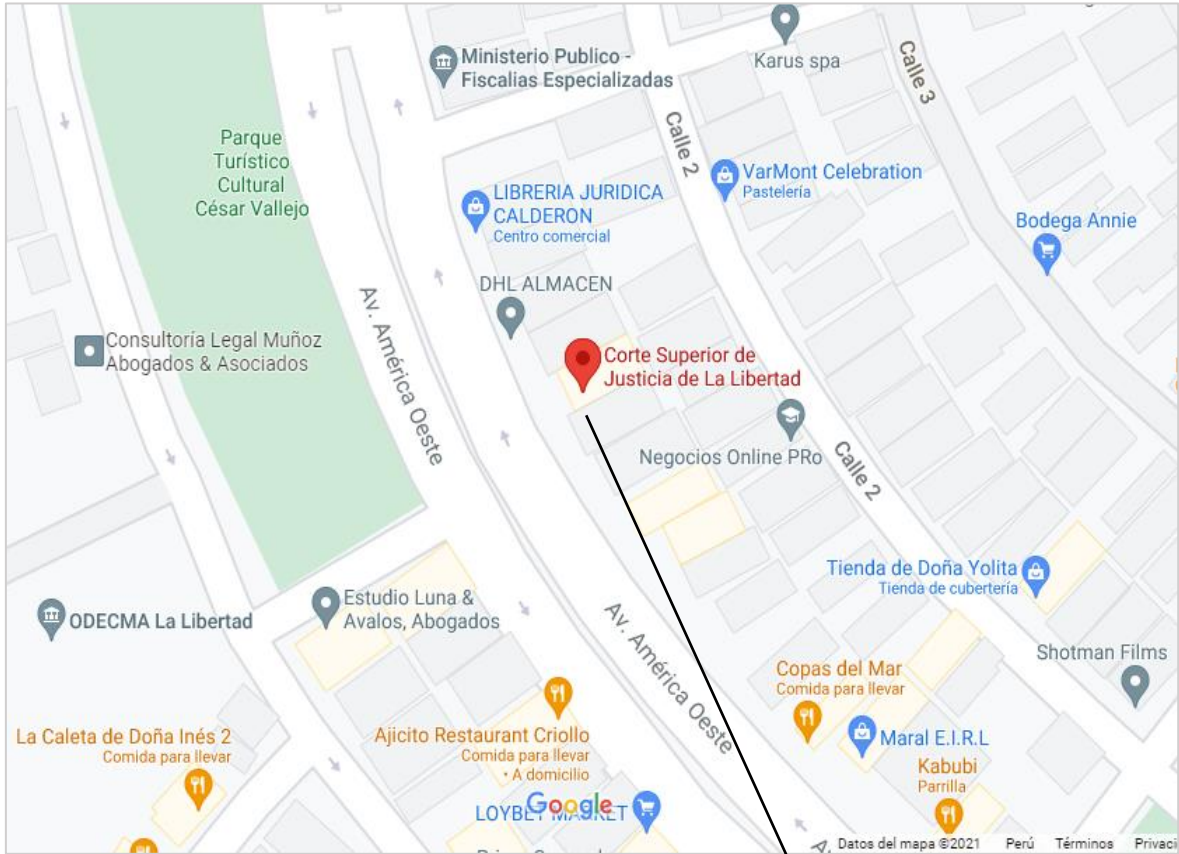 Ministerio Publico -
Fiscalias Especializadas
Karus spa
Calle 3
Parque
Turístico
Cultural
César Vallejo
Calle 2
VarMont Celebration
Pastelería
LIBRERIA JURIDICA
CALDERON
Centro comercial
Bodega Annie
DHL ALMACEN
Av. América Oeste
Consultoría Legal Muñoz
Abogados & Asociados
Corte Superior de
Justicia de La Libertad
Negocios Online PRo
Calle 2
Tienda de Doña Yolita
Tienda de cubertería
Estudio Luna &
Avalos, Abogados
ODECMA La Libertad
Av. América Oeste
Shotman Films
Copas del Mar
Comida para llevar
La Caleta de Doña Inés 2
Comida para llevar
Ajicito Restaurant Criollo
Comida para llevar
• A domicilio
Maral E.I.R.L
Kabubi
Parrilla
Google
LOYBET MARKET
Datos del mapa ©2021 Perú Términos Privaci